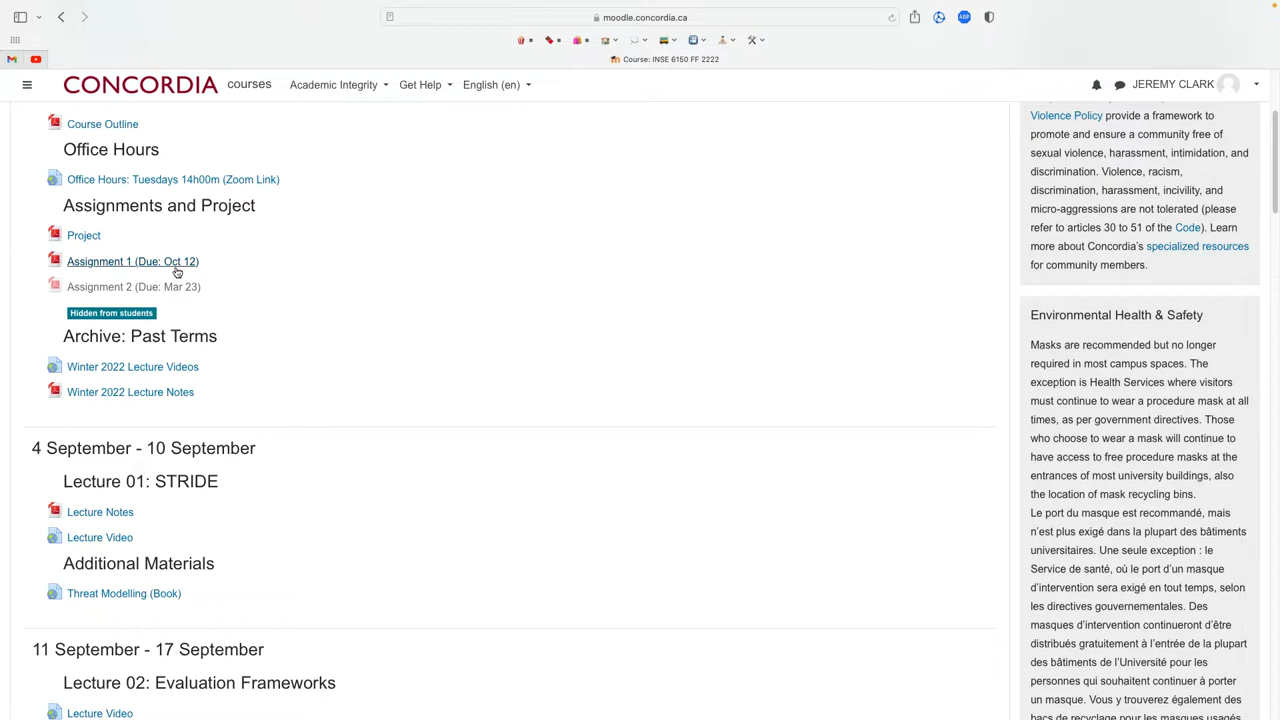 moodle.concordia.ca
ABP
Course: INSE 6150 FF 2222
CONCORDIA courses Academic Integrity Get Help English (en) JEREMY CLARK
Course Outline
Office Hours
Office Hours: Tuesdays 14h00m (Zoom Link)
Assignments and Project
Project
Assignment 1 (Due: Oct 12)
Assignment 2 (Due: Mar 23)
Hidden from students
Archive: Past Terms
Winter 2022 Lecture Videos
Winter 2022 Lecture Notes
4 September - 10 September
Lecture 01: STRIDE
Lecture Notes
Lecture Video
Additional Materials
Threat Modelling (Book)
11 September - 17 September
Lecture 02: Evaluation Frameworks
Lecture Video
Violence Policy) provide a framework to
promote and ensure a community free of
sexual violence, harassment, intimidation, and
discrimination. Violence, racism,
discrimination, harassment, incivility, and
micro-aggressions are not tolerated (please
refer to articles 30 to 51 of the Code). Learn
more about Concordia's specialized resources
for community members.
Environmental Health & Safety
Masks are recommended but no longer
required in most campus spaces. The
exception is Health Services where visitors
must continue to wear a procedure mask at all
times, as per government directives. Those
who choose to wear a mask will continue to
have access to free procedure masks at the
entrances of most university buildings, also
the location of mask recycling bins.
Le port du masque est recommandé, mais
n'est plus exigé dans la plupart des bâtiments
universitaires. Une seule exception : le
Service de santé, où le port d'un masque
d'intervention sera exigé en tout temps, selon
les directives gouvernementales. Des
masques d'intervention continueront d'être
distribués gratuitement à l'entrée de la plupart
des bâtiments de l'Université pour les
personnes qui souhaitent continuer à porter
un masque. Vous y trouverez également des
bacs de recyclage pour les masques usagés.